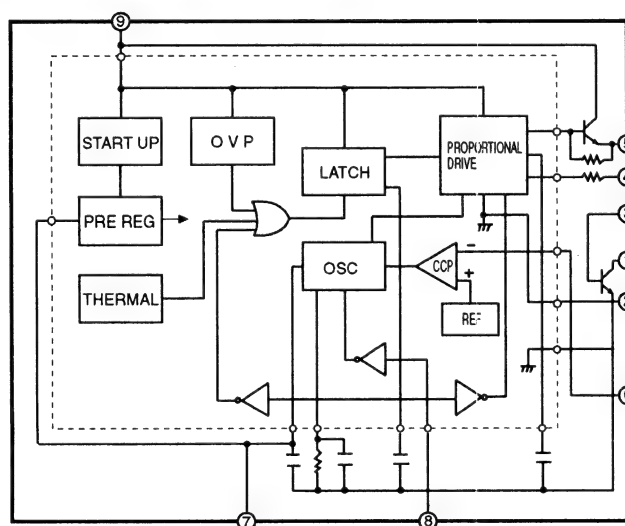 9
START UP
O V P
PROPORTIONAL
DRIVE
LATCH
4
PRE REG
OSC
CCP
−
+
THERMAL
REF
7
8